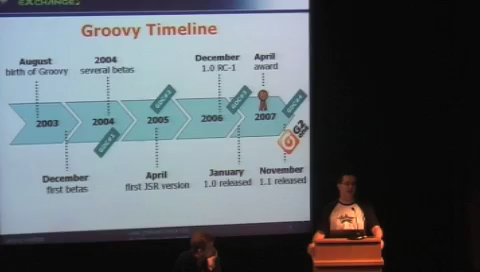 EXCHANGE
Groovy Timeline
August
birth of Groovy
2004
several betas
December
1.0 RC-1
April
award
2003
2004
2005
2006
2007
G2
December
first betas
April
first JSR version
January
1.0 released
November
1.1 released